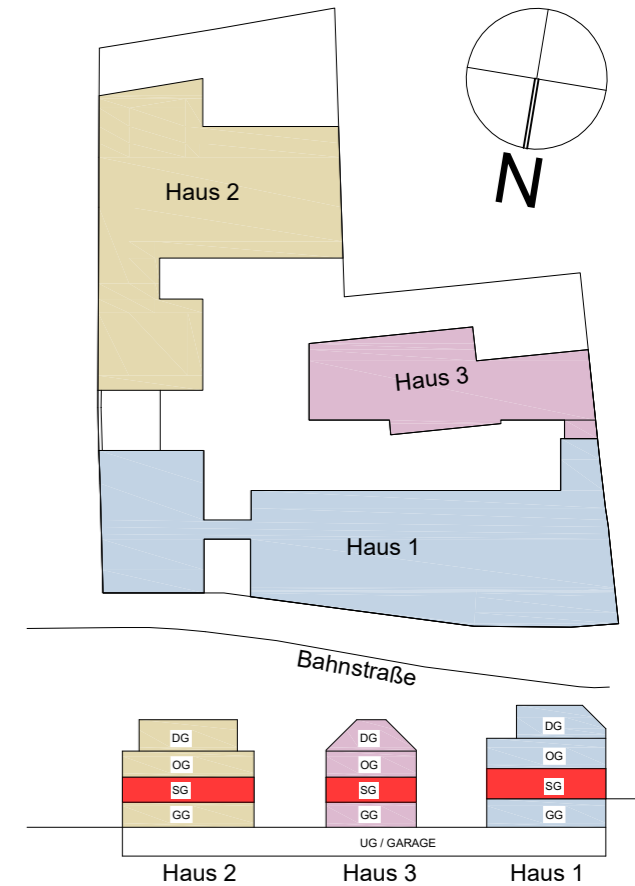 N
Haus 2
Haus 3
Haus 1
Bahnstraße
DG
OG
SG
GG
DG
OG
SG
GG
DG
OG
SG
GG
UG / GARAGE
Haus 2
Haus 3
Haus 1